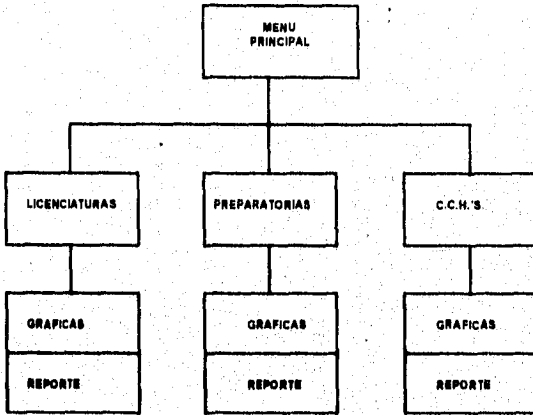 MENU
PRINCIPAL
LICENCIATURAS
PREPARATORIAS
C.C.H.'S.
GRAFICAS
GRAFICAS
GRAFICAS
REPORTE
REPORTE
REPORTE